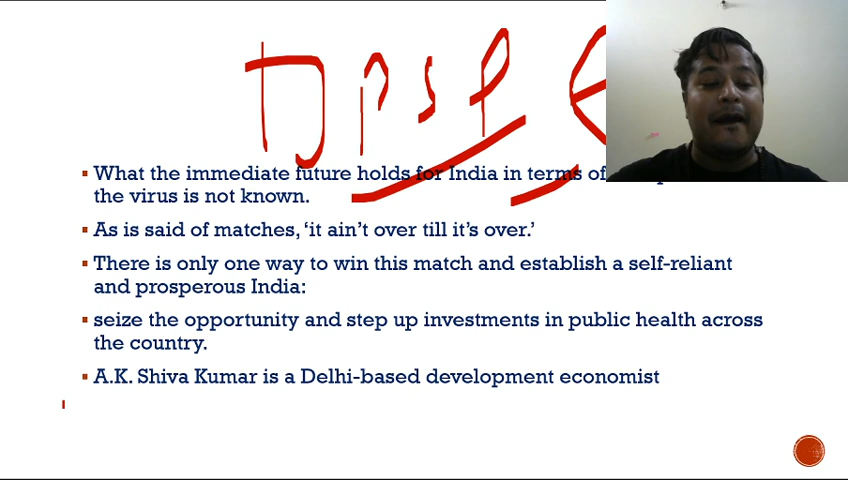 DPSP
What the immediate future holds for India in terms of
the virus is not known.
As is said of matches, ‘it ain’t over till it’s over.’
There is only one way to win this match and establish a self-reliant
and prosperous India:
seize the opportunity and step up investments in public health across
the country.
A.K. Shiva Kumar is a Delhi-based development economist